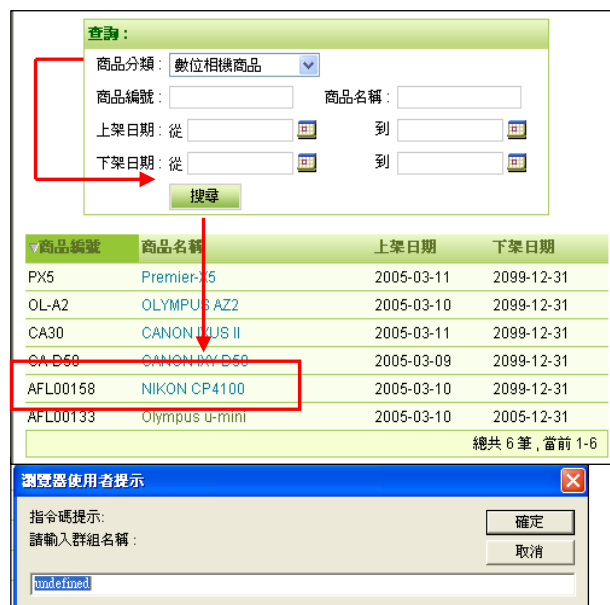 查詢：
商品分類： 數位相機商品
商品編號： 商品名稱：
上架日期： 從 到
下架日期： 從 到
搜尋
▿商品編號 商品名稱 上架日期 下架日期
PX5 Premier-X5 2005-03-11 2099-12-31
OL-A2 OLYMPUS AZ2 2005-03-10 2099-12-31
CA30 CANON IXUS II 2005-03-11 2099-12-31
CA-D50 CANON IXY D50 2005-03-09 2099-12-31
AFL00158 NIKON CP4100 2005-03-10 2099-12-31
AFL00133 Olympus u-mini 2005-03-10 2005-12-31
總共 6 筆 , 當前 1-6
瀏覽器使用者提示
指令碼提示:
確定
請輸入群組名稱：
取消
undefined